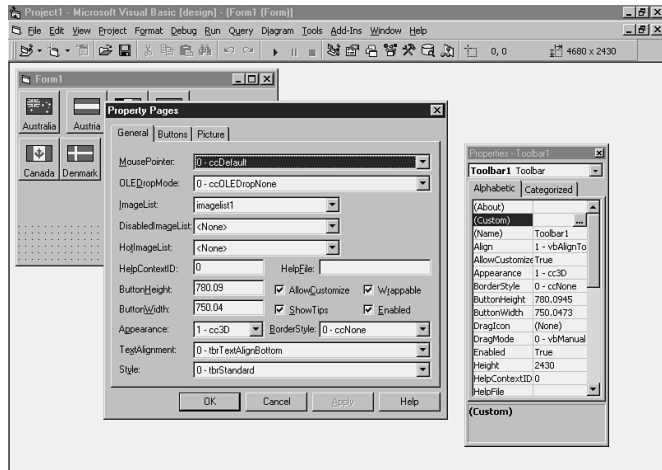 Project1 - Microsoft Visual Basic [design] - [Form1 (Form)]
File Edit View Project Format Debug Run Query Diagram Tools Add-Ins Window Help
0, 0 4680 x 2430
Form1
Australia Austria
Canada Denmark
Property Pages
General Buttons Picture
MousePointer: 0 - ccDefault
OLEDropMode: 0 - ccOLEDropNone
ImageList: imagelist1
DisabledImageList: <None>
HotImageList: <None>
HelpContextID: 0 HelpFile:
ButtonHeight: 780.09 AllowCustomize Wrappable
ButtonWidth: 750.04 ShowTips Enabled
Appearance: 1 - cc3D BorderStyle: 0 - ccNone
TextAlignment: 0 - tbrTextAlignBottom
Style: 0 - tbrStandard
OK Cancel Apply Help
Properties - Toolbar1
Toolbar1 Toolbar
Alphabetic Categorized
(About)
(Custom) ...
(Name) Toolbar1
Align 1 - vbAlignTo
AllowCustomize True
Appearance 1 - cc3D
BorderStyle 0 - ccNone
ButtonHeight 780.0945
ButtonWidth 750.0473
DragIcon (None)
DragMode 0 - vbManual
Enabled True
Height 2430
HelpContextID 0
HelpFile
(Custom)